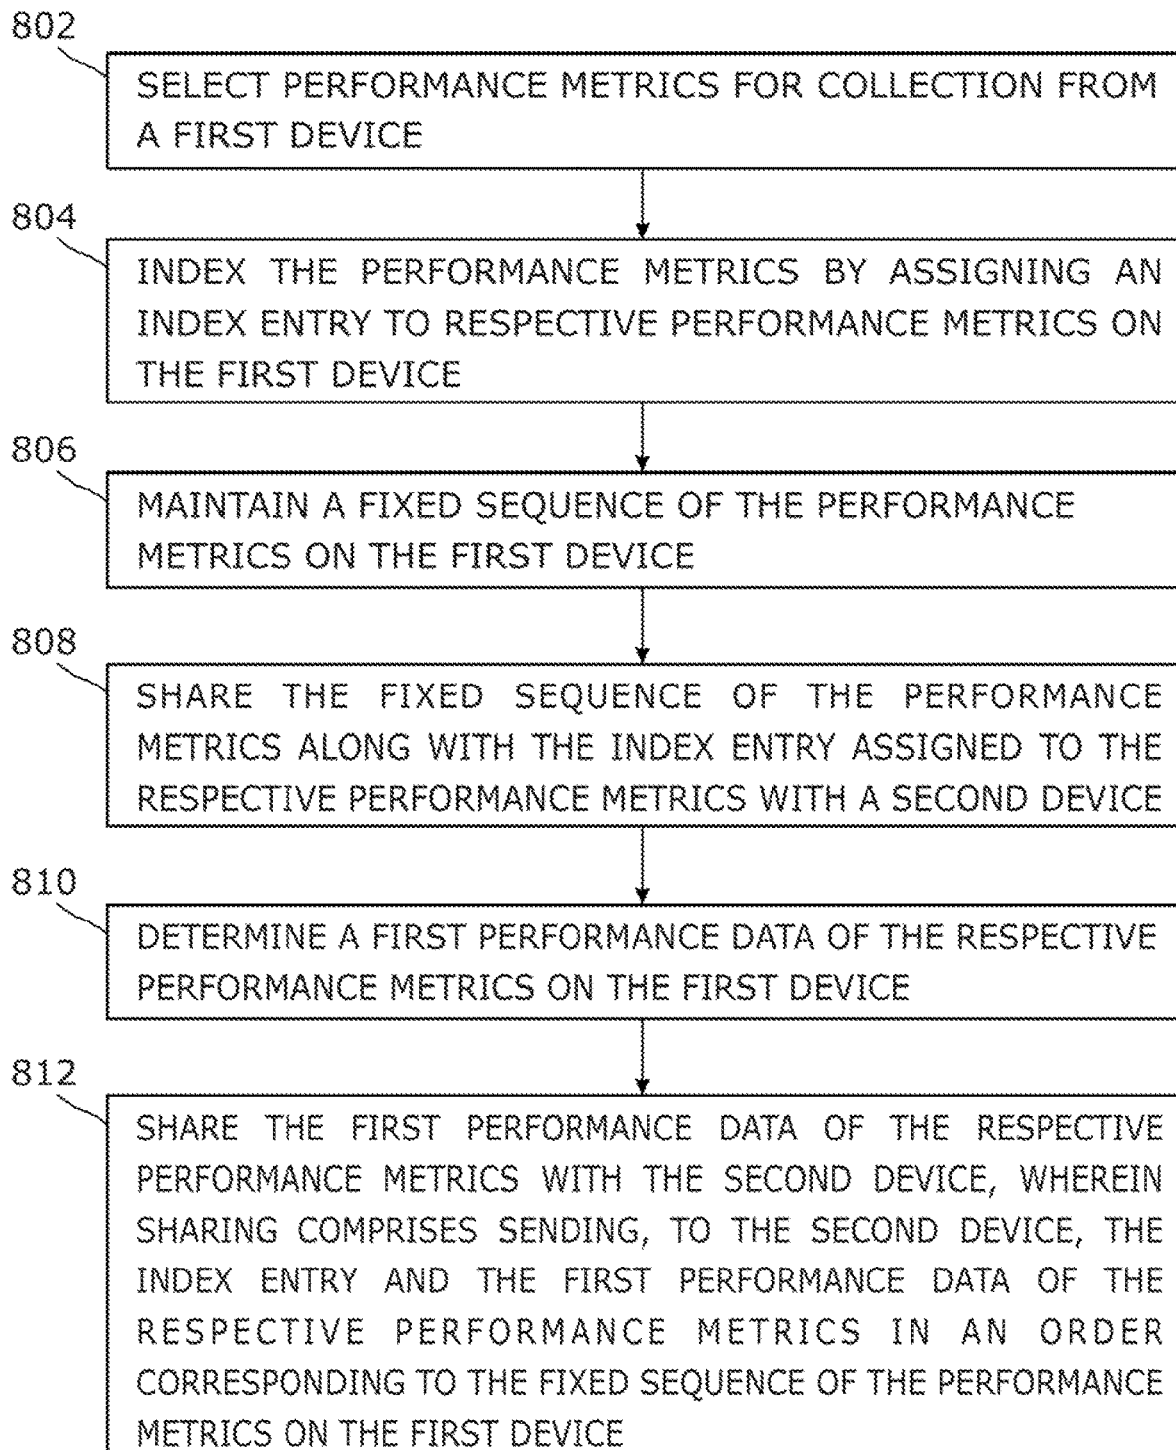 802
SELECT PERFORMANCE METRICS FOR COLLECTION FROM
A FIRST DEVICE
804
INDEX THE PERFORMANCE METRICS BY ASSIGNING AN
INDEX ENTRY TO RESPECTIVE PERFORMANCE METRICS ON
THE FIRST DEVICE
806
MAINTAIN A FIXED SEQUENCE OF THE PERFORMANCE
METRICS ON THE FIRST DEVICE
808
SHARE THE FIXED SEQUENCE OF THE PERFORMANCE
METRICS ALONG WITH THE INDEX ENTRY ASSIGNED TO THE
RESPECTIVE PERFORMANCE METRICS WITH A SECOND DEVICE
810
DETERMINE A FIRST PERFORMANCE DATA OF THE RESPECTIVE
PERFORMANCE METRICS ON THE FIRST DEVICE
812
SHARE THE FIRST PERFORMANCE DATA OF THE RESPECTIVE
PERFORMANCE METRICS WITH THE SECOND DEVICE, WHEREIN
SHARING COMPRISES SENDING, TO THE SECOND DEVICE, THE
INDEX ENTRY AND THE FIRST PERFORMANCE DATA OF THE
RESPECTIVE PERFORMANCE METRICS IN AN ORDER
CORRESPONDING TO THE FIXED SEQUENCE OF THE PERFORMANCE
METRICS ON THE FIRST DEVICE